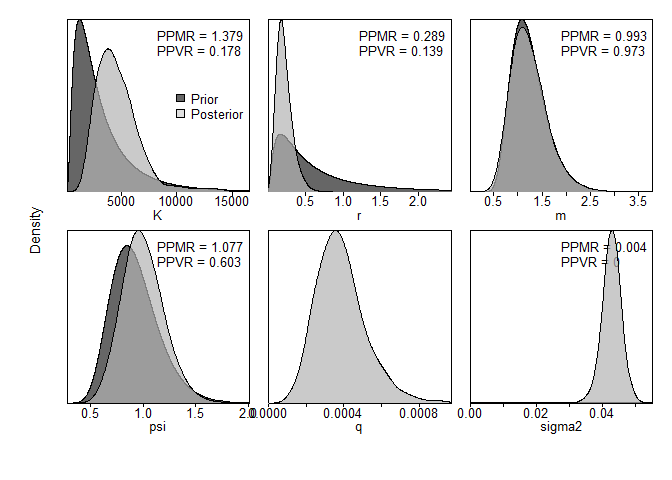 PPMR = 1.379
PPVR = 0.178
Prior
Posterior
5000 10000 15000
K
PPMR = 0.289
PPVR = 0.139
0.5 1.0 1.5 2.0
r
PPMR = 0.993
PPVR = 0.973
0.5 1.5 2.5 3.5
m
Density
PPMR = 1.077
PPVR = 0.603
0.5 1.0 1.5 2.0
psi
0.0000 0.0004 0.0008
q
PPMR = 0.004
PPVR = 0
0.00 0.02 0.04
sigma2